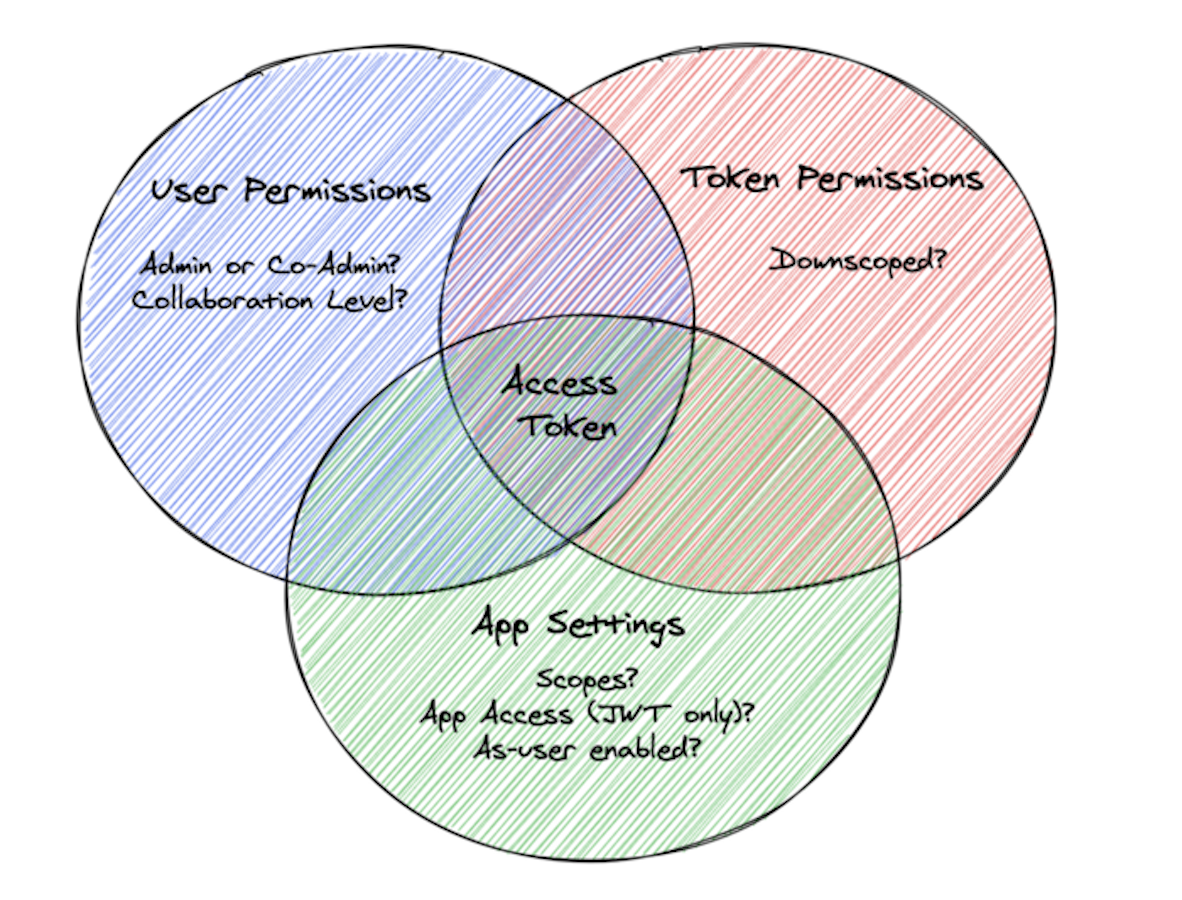 User Permissions
Admin or Co-Admin?
Collaboration Level?
Token Permissions
Downscoped?
Access
Token
App Settings
Scopes?
App Access (JWT only)?
As-user enabled?